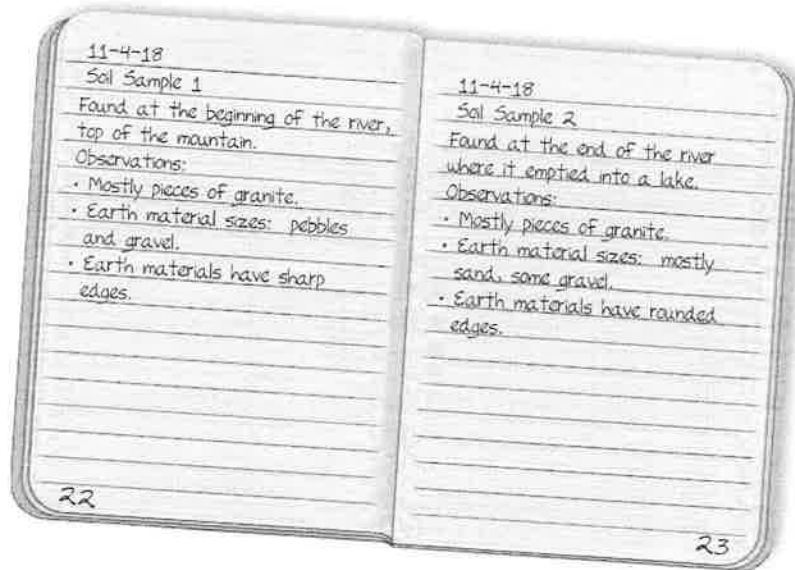 11-4-18
Soil Sample 1
Found at the beginning of the river,
top of the mountain.
Observations:
• Mostly pieces of granite.
• Earth material sizes: pebbles
and gravel.
• Earth materials have sharp
edges.
22
11-4-18
Soil Sample 2
Found at the end of the river
where it emptied into a lake.
Observations:
• Mostly pieces of granite.
• Earth material sizes: mostly
sand, some gravel.
• Earth materials have rounded
edges.
23